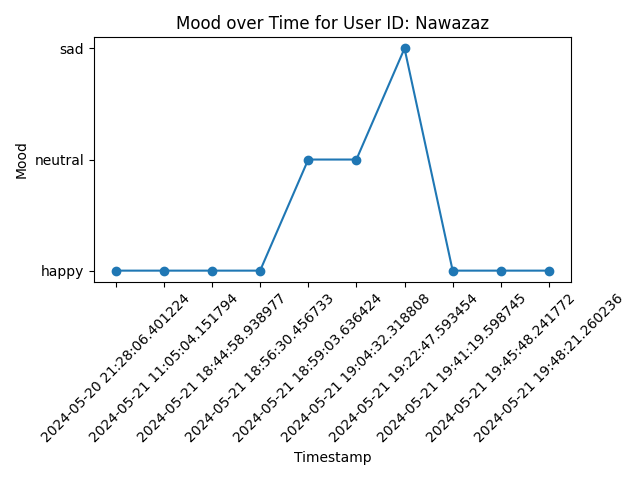 Mood over Time for User ID: Nawazaz
sad
neutral
happy
Mood
2024-05-20 21:28:06.401224
2024-05-21 11:05:04.151794
2024-05-21 18:44:58.938977
2024-05-21 18:56:30.456733
2024-05-21 18:59:03.636424
2024-05-21 19:04:32.318808
2024-05-21 19:22:47.593454
2024-05-21 19:41:19.598745
2024-05-21 19:45:48.241772
2024-05-21 19:48:21.260236
Timestamp